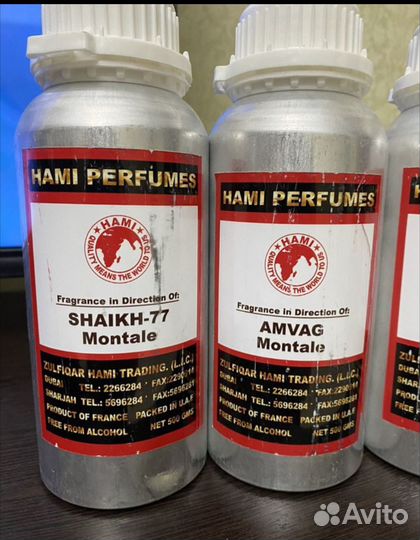 HAMI PERFUMES
HAMI
QUALITY MEANS THE WORLD TO US
Fragrance in Direction Of:
SHAIKH-77
Montale
ZULFIQAR HAMI TRADING. (L.L.C.)
DUBAI TEL.: 2266284
SHARJAH TEL.: 5696284
PRODUCT OF FRANCE PACKED IN U.A.E
FREE FROM ALCOHOL NET 500 GMS
HAMI PERFUMES
HAMI
QUALITY MEANS THE WORLD TO US
Fragrance in Direction Of:
AMVAG
Montale
ZULFIQAR HAMI TRADING. (L.L.C.)
DUBAI TEL.: 2266284
SHARJAH TEL.: 5696284
PRODUCT OF FRANCE PACKED IN U.A.E
FREE FROM ALCOHOL NET 500 GMS
Avito